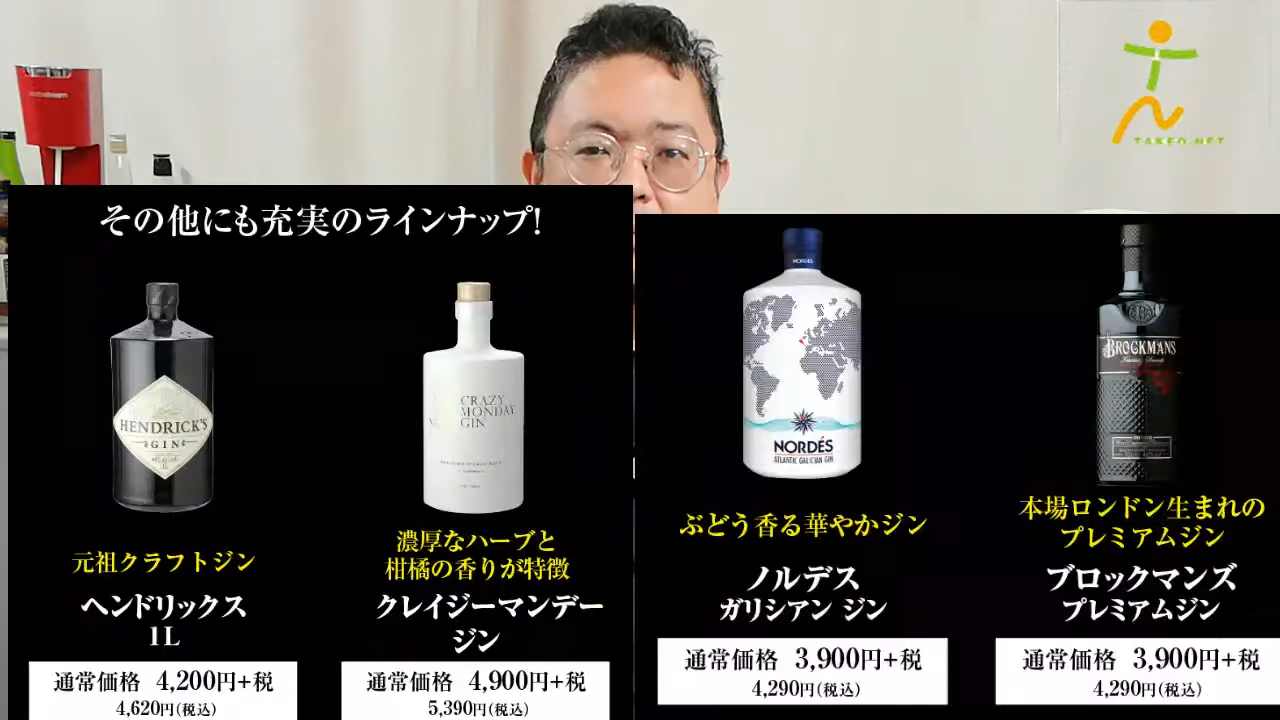 TAKEO.NET
その他にも充実のラインナップ!
HENDRICK'S
GIN
元祖クラフトジン
ヘンドリックス
1L
通常価格 4,200円+税
4,620円(税込)
CRAZY
MONDAY
GIN
濃厚なハーブと
柑橘の香りが特徴
クレイジーマンデー
ジン
通常価格 4,900円+税
5,390円(税込)
NORDÉS
NORDÉS
ATLANTIC GALICIAN GIN
ぶどう香る華やかジン
ノルデス
ガリシアン ジン
通常価格 3,900円+税
4,290円(税込)
BROCKMANS
本場ロンドン生まれの
プレミアムジン
ブロックマンズ
プレミアムジン
通常価格 3,900円+税
4,290円(税込)